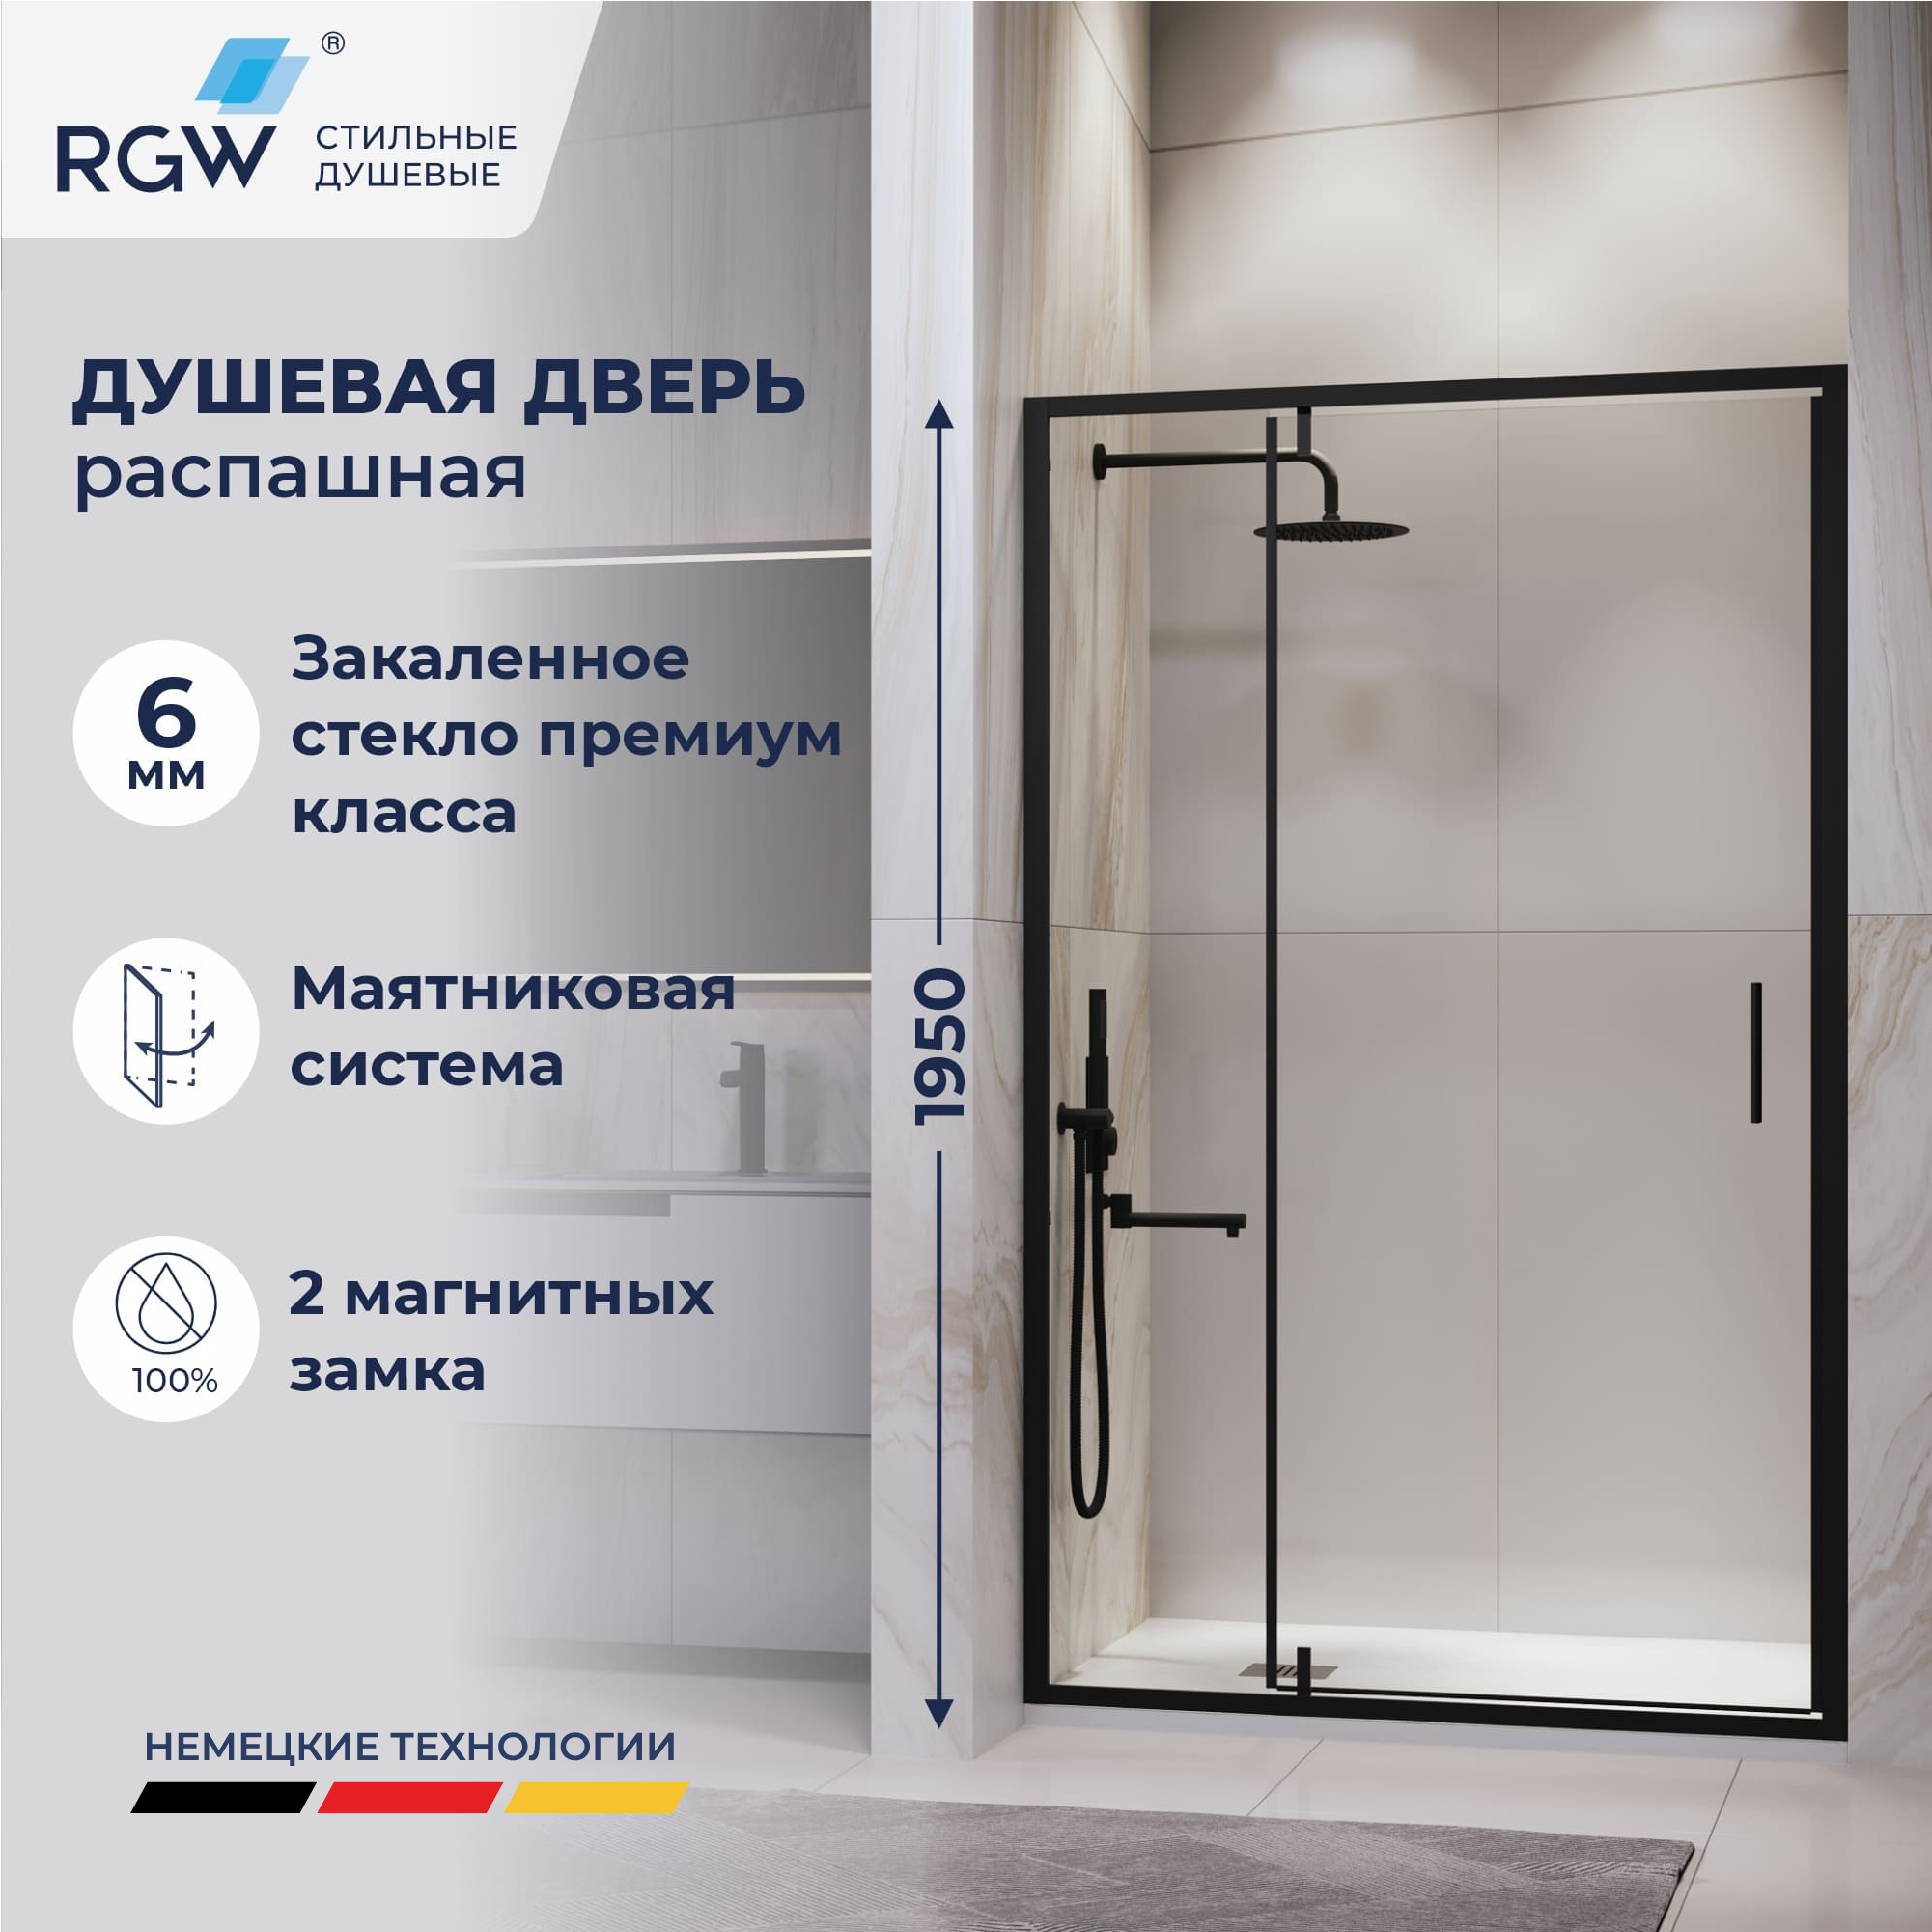 ®
RGW
СТИЛЬНЫЕ
ДУШЕВЫЕ
ДУШЕВАЯ ДВЕРЬ
распашная
6
мм
Закаленное
стекло премиум
класса
Маятниковая
система
100%
2 магнитных
замка
1950
НЕМЕЦКИЕ ТЕХНОЛОГИИ